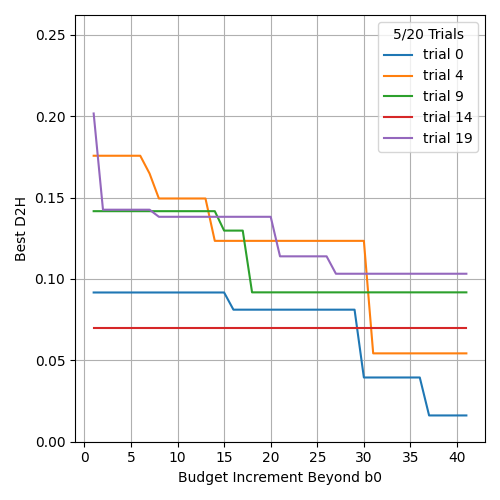 5/20 Trials
trial 0
trial 4
trial 9
trial 14
trial 19
0.25
0.20
0.15
0.10
0.05
0.00
Best D2H
0 5 10 15 20 25 30 35 40
Budget Increment Beyond b0